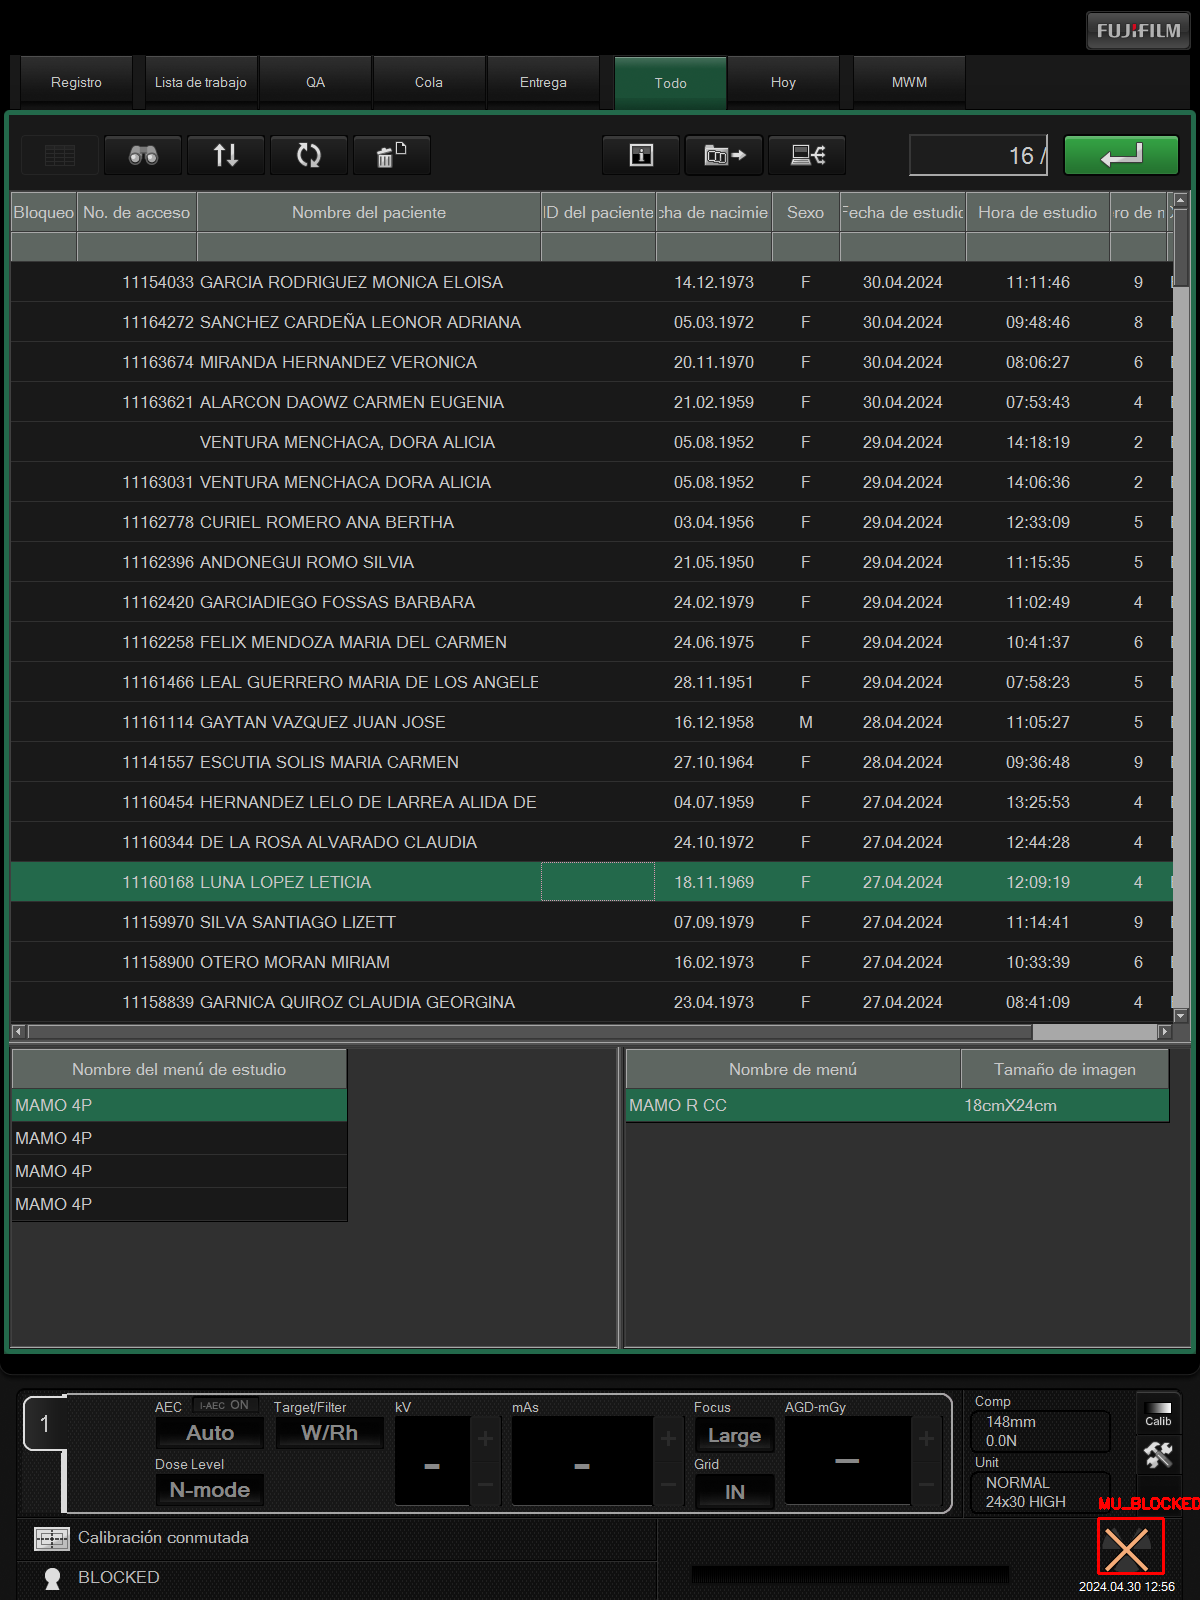 FUJIFILM
Registro Lista de trabajo QA Cola Entrega Todo Hoy MWM
16 /
Bloqueo No. de acceso Nombre del paciente ID del paciente cha de nacimie Sexo echa de estudio Hora de estudio ro de m
11154033 GARCIA RODRIGUEZ MONICA ELOISA 14.12.1973 F 30.04.2024 11:11:46 9
11164272 SANCHEZ CARDEÑA LEONOR ADRIANA 05.03.1972 F 30.04.2024 09:48:46 8
11163674 MIRANDA HERNANDEZ VERONICA 20.11.1970 F 30.04.2024 08:06:27 6
11163621 ALARCON DAOWZ CARMEN EUGENIA 21.02.1959 F 30.04.2024 07:53:43 4
VENTURA MENCHACA, DORA ALICIA 05.08.1952 F 29.04.2024 14:18:19 2
11163031 VENTURA MENCHACA DORA ALICIA 05.08.1952 F 29.04.2024 14:06:36 2
11162778 CURIEL ROMERO ANA BERTHA 03.04.1956 F 29.04.2024 12:33:09 5
11162396 ANDONEGUI ROMO SILVIA 21.05.1950 F 29.04.2024 11:15:35 5
11162420 GARCIADIEGO FOSSAS BARBARA 24.02.1979 F 29.04.2024 11:02:49 4
11162258 FELIX MENDOZA MARIA DEL CARMEN 24.06.1975 F 29.04.2024 10:41:37 6
11161466 LEAL GUERRERO MARIA DE LOS ANGELE 28.11.1951 F 29.04.2024 07:58:23 5
11161114 GAYTAN VAZQUEZ JUAN JOSE 16.12.1958 M 28.04.2024 11:05:27 5
11141557 ESCUTIA SOLIS MARIA CARMEN 27.10.1964 F 28.04.2024 09:36:48 9
11160454 HERNANDEZ LELO DE LARREA ALIDA DE 04.07.1959 F 27.04.2024 13:25:53 4
11160344 DE LA ROSA ALVARADO CLAUDIA 24.10.1972 F 27.04.2024 12:44:28 4
11160168 LUNA LOPEZ LETICIA 18.11.1969 F 27.04.2024 12:09:19 4
11159970 SILVA SANTIAGO LIZETT 07.09.1979 F 27.04.2024 11:14:41 9
11158900 OTERO MORAN MIRIAM 16.02.1973 F 27.04.2024 10:33:39 6
11158839 GARNICA QUIROZ CLAUDIA GEORGINA 23.04.1973 F 27.04.2024 08:41:09 4
Nombre del menú de estudio
MAMO 4P
MAMO 4P
MAMO 4P
MAMO 4P
Nombre de menú Tamaño de imagen
MAMO R CC 18cmX24cm
1
AEC I-AEC ON Target/Filter kV mAs Focus AGD-mGy
Auto W/Rh Large
Dose Level Grid
N-mode – – IN —
Comp
148mm
0.0N
Unit
NORMAL
24x30 HIGH
Calib
MU_BLOCKED
Calibración conmutada
BLOCKED
2024.04.30 12:56